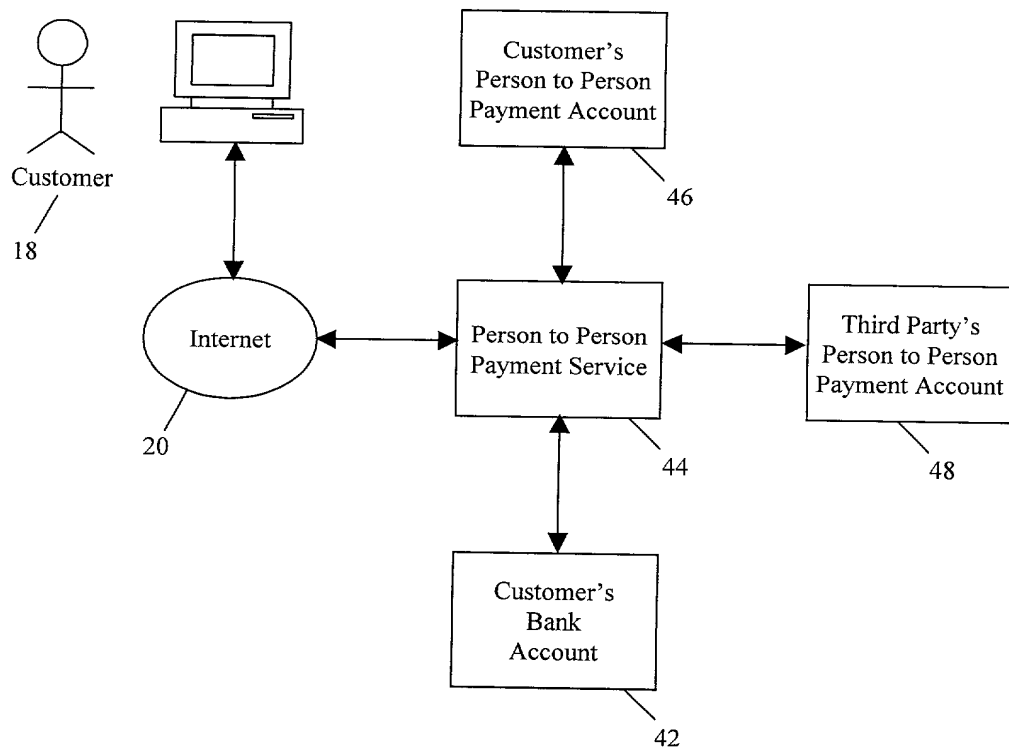 Customer
18
Customer's
Person to Person
Payment Account
46
Internet
20
Person to Person
Payment Service
44
Third Party's
Person to Person
Payment Account
48
Customer's
Bank
Account
42